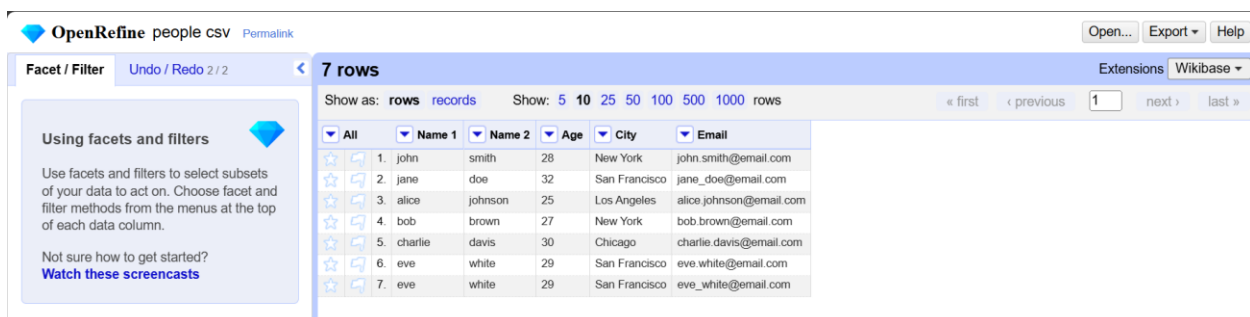 OpenRefine people csv Permalink
Open... Export Help
Facet / Filter Undo / Redo 2 / 2
7 rows
Extensions Wikibase
Show as: rows records Show: 5 10 25 50 100 500 1000 rows
« first ‹ previous 1 next › last »
Using facets and filters
Use facets and filters to select subsets
of your data to act on. Choose facet and
filter methods from the menus at the top
of each data column.
Not sure how to get started?
Watch these screencasts
All Name 1 Name 2 Age City Email
1. john smith 28 New York john.smith@email.com
2. jane doe 32 San Francisco jane_doe@email.com
3. alice johnson 25 Los Angeles alice.johnson@email.com
4. bob brown 27 New York bob.brown@email.com
5. charlie davis 30 Chicago charlie.davis@email.com
6. eve white 29 San Francisco eve.white@email.com
7. eve white 29 San Francisco eve_white@email.com